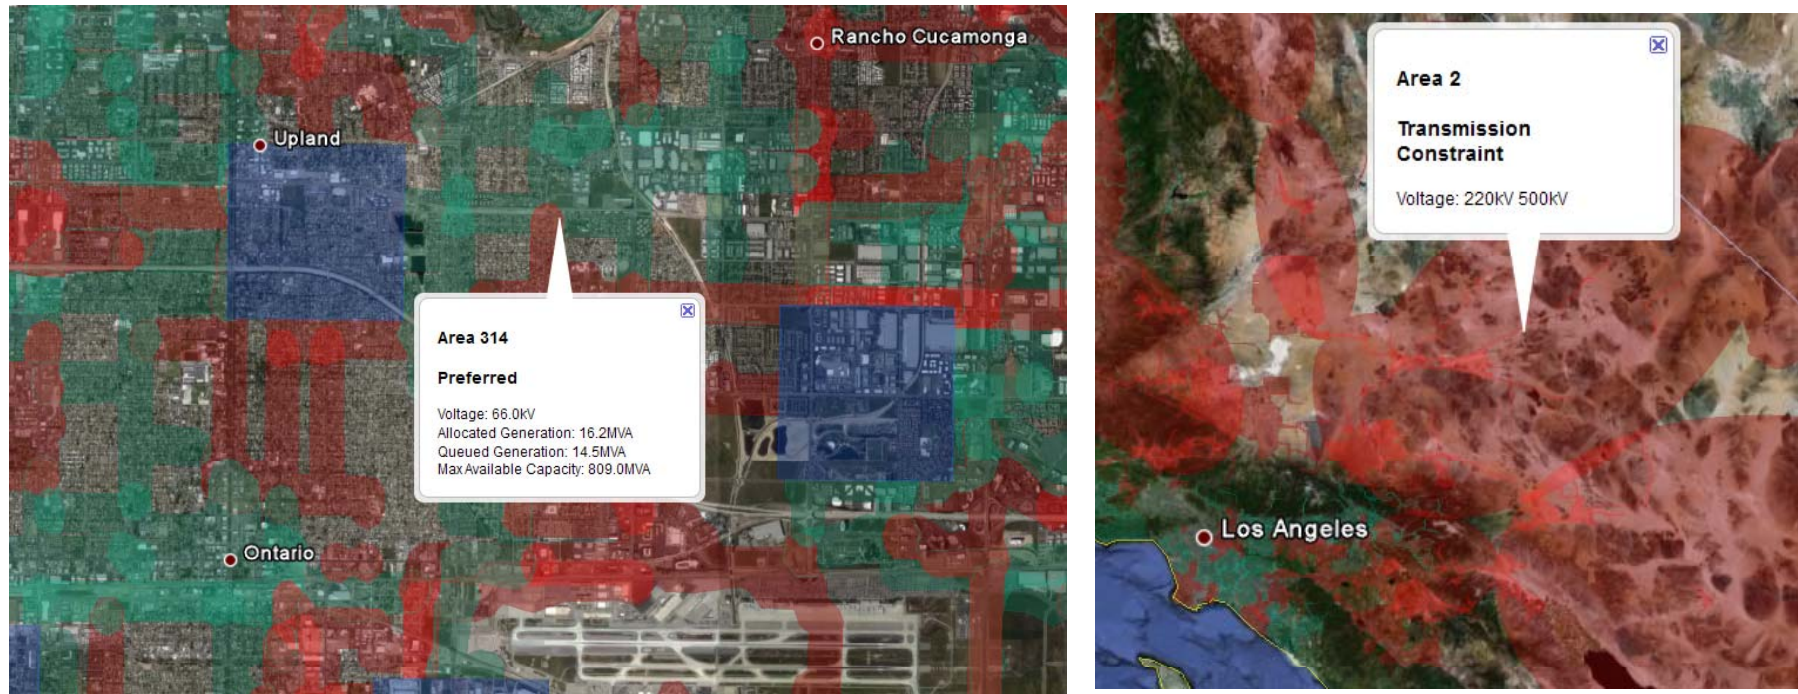 Rancho Cucamonga
Upland
Area 314
Preferred
Voltage: 66.0kV
Allocated Generation: 16.2MVA
Queued Generation: 14.5MVA
Max Available Capacity: 809.0MVA
Ontario
Area 2
Transmission
Constraint
Voltage: 220kV 500kV
Los Angeles